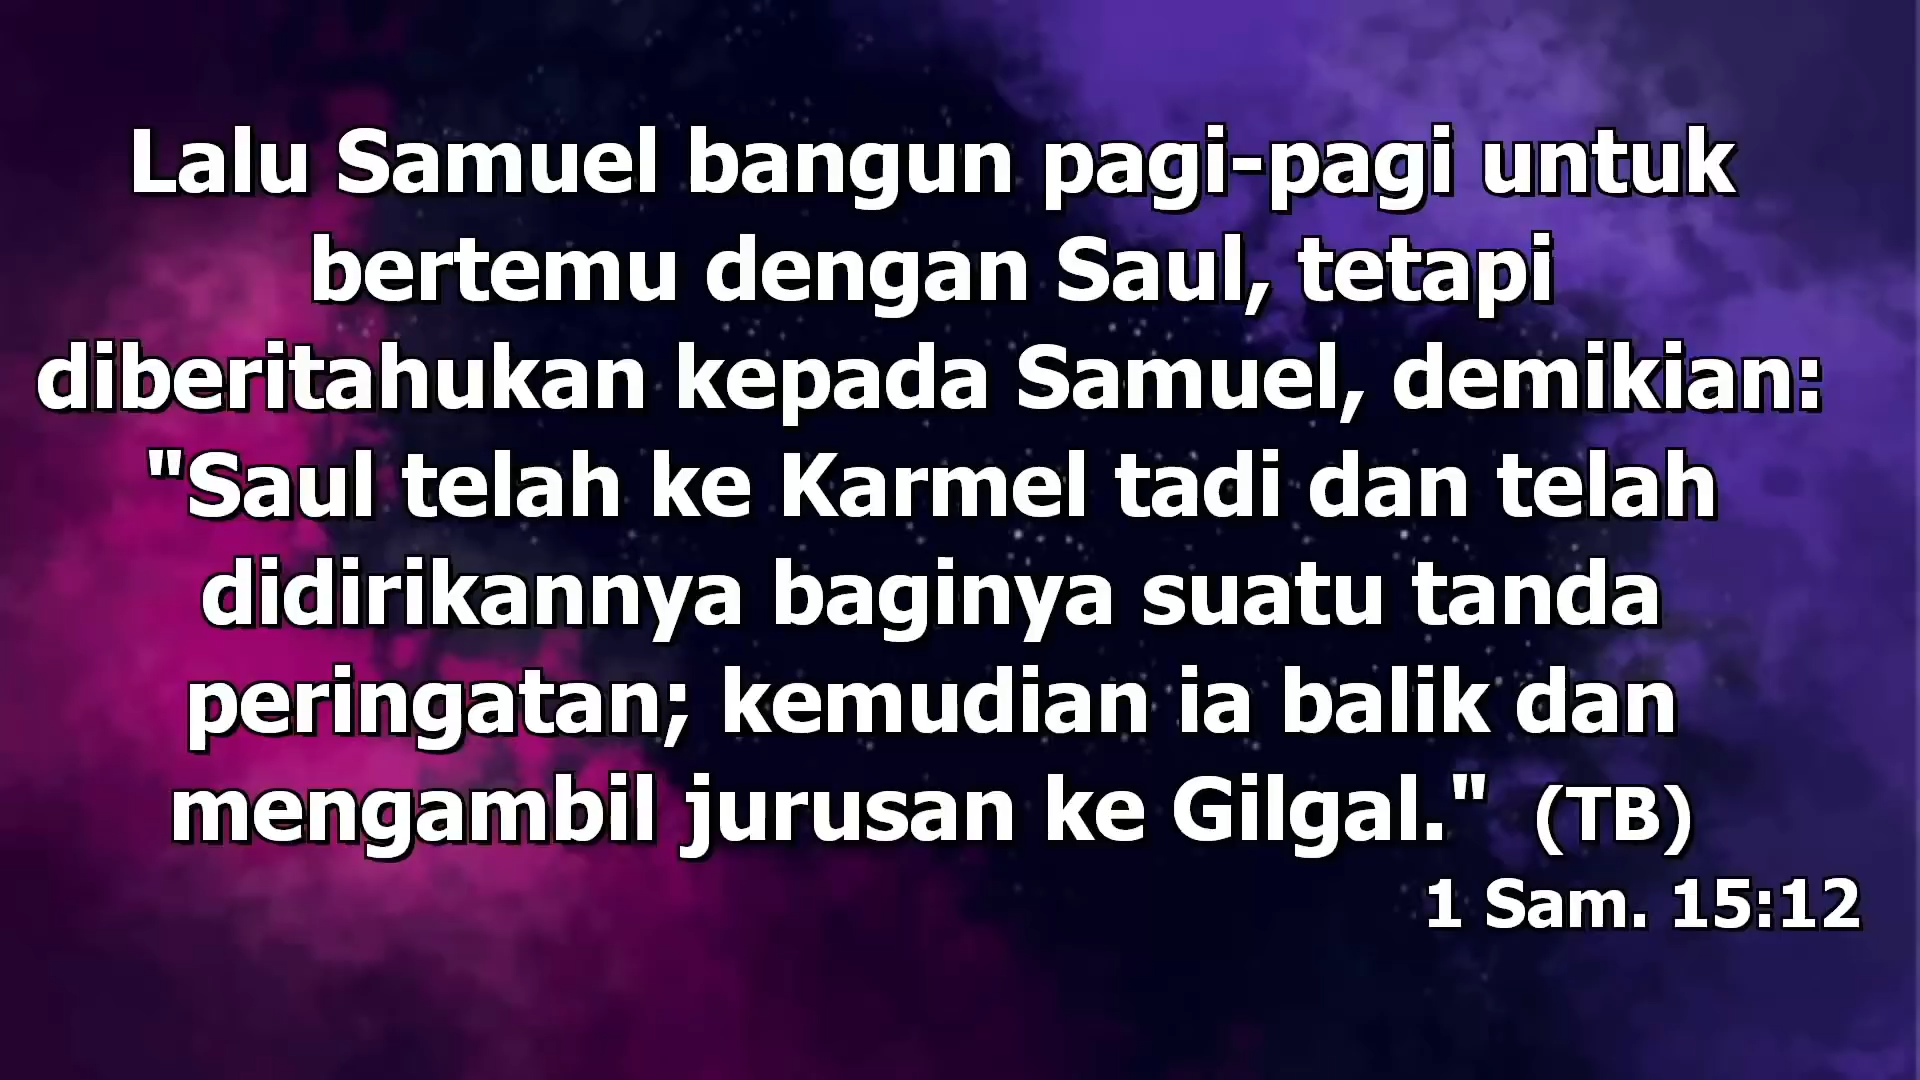 Lalu Samuel bangun pagi-pagi untuk
bertemu dengan Saul, tetapi
diberitahukan kepada Samuel, demikian:
"Saul telah ke Karmel tadi dan telah
didirikannya baginya suatu tanda
peringatan; kemudian ia balik dan
mengambil jurusan ke Gilgal." (TB)
1 Sam. 15:12